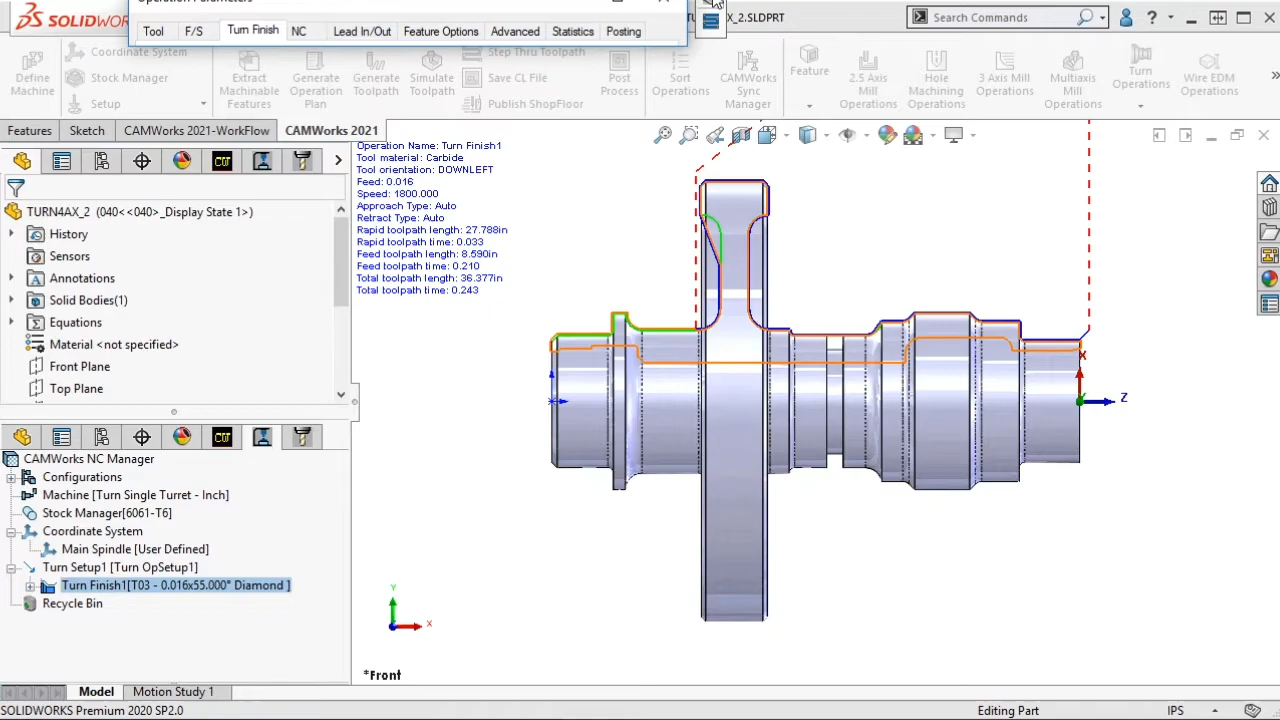 Operation Parameters
SOLIDWORKS
X_2.SLDPRT
Search Commands
Tool F/S Turn Finish NC Lead In/Out Feature Options Advanced Statistics Posting
Define Machine
Coordinate System
Stock Manager
Setup
Extract Machinable Features
Generate Operation Plan
Generate Toolpath
Simulate Toolpath
Step Thru Toolpath
Save CL File
Publish ShopFloor
Post Process
Sort Operations
CAMWorks Sync Manager
Feature
2.5 Axis Mill Operations
Hole Machining Operations
3 Axis Mill Operations
Multiaxis Mill Operations
Turn Operations
Wire EDM Operations
Features Sketch CAMWorks 2021-WorkFlow CAMWorks 2021
TURN4AX_2 (040<<040>_Display State 1>)
History
Sensors
Annotations
Solid Bodies(1)
Equations
Material <not specified>
Front Plane
Top Plane
CAMWorks NC Manager
Configurations
Machine [Turn Single Turret - Inch]
Stock Manager[6061-T6]
Coordinate System
Main Spindle [User Defined]
Turn Setup1 [Turn OpSetup1]
Turn Finish1[T03 - 0.016x55.000° Diamond ]
Recycle Bin
Operation Name: Turn Finish1
Tool material: Carbide
Tool orientation: DOWNLEFT
Feed: 0.016
Speed: 1800.000
Approach Type: Auto
Retract Type: Auto
Rapid toolpath length: 27.788in
Rapid toolpath time: 0.033
Feed toolpath length: 8.590in
Feed toolpath time: 0.210
Total toolpath length: 36.377in
Total toolpath time: 0.243
X
Z
Y
X
*Front
Model Motion Study 1
SOLIDWORKS Premium 2020 SP2.0
Editing Part
IPS